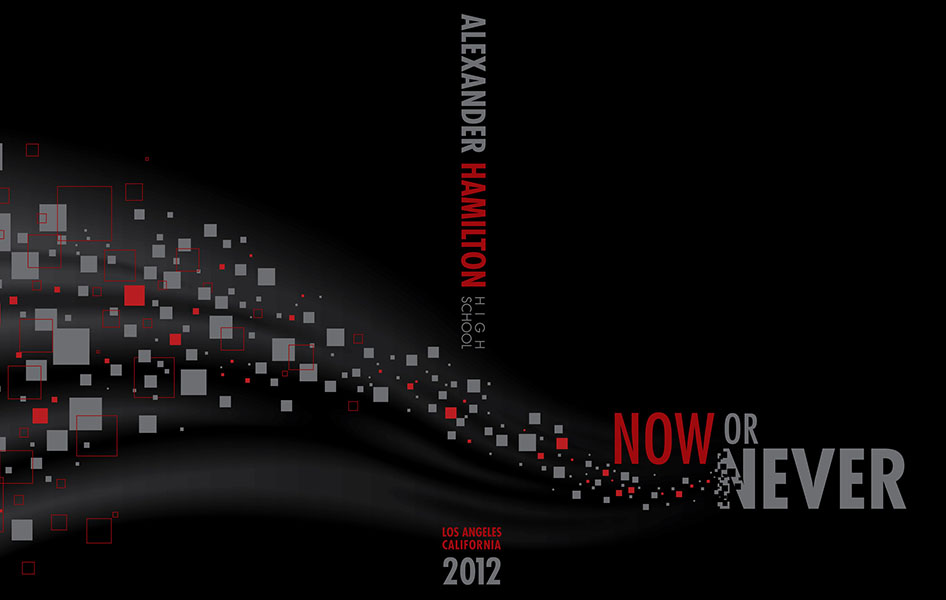 ALEXANDER HAMILTON
HIGH
SCHOOL
LOS ANGELES
CALIFORNIA
2012
NOW OR
NEVER